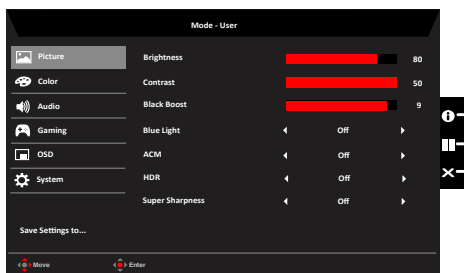 Mode - User
Picture
Color
Audio
Gaming
OSD
System
Save Settings to...
Brightness 80
Contrast 50
Black Boost 9
Blue Light Off
ACM Off
HDR Off
Super Sharpness Off
Move Enter